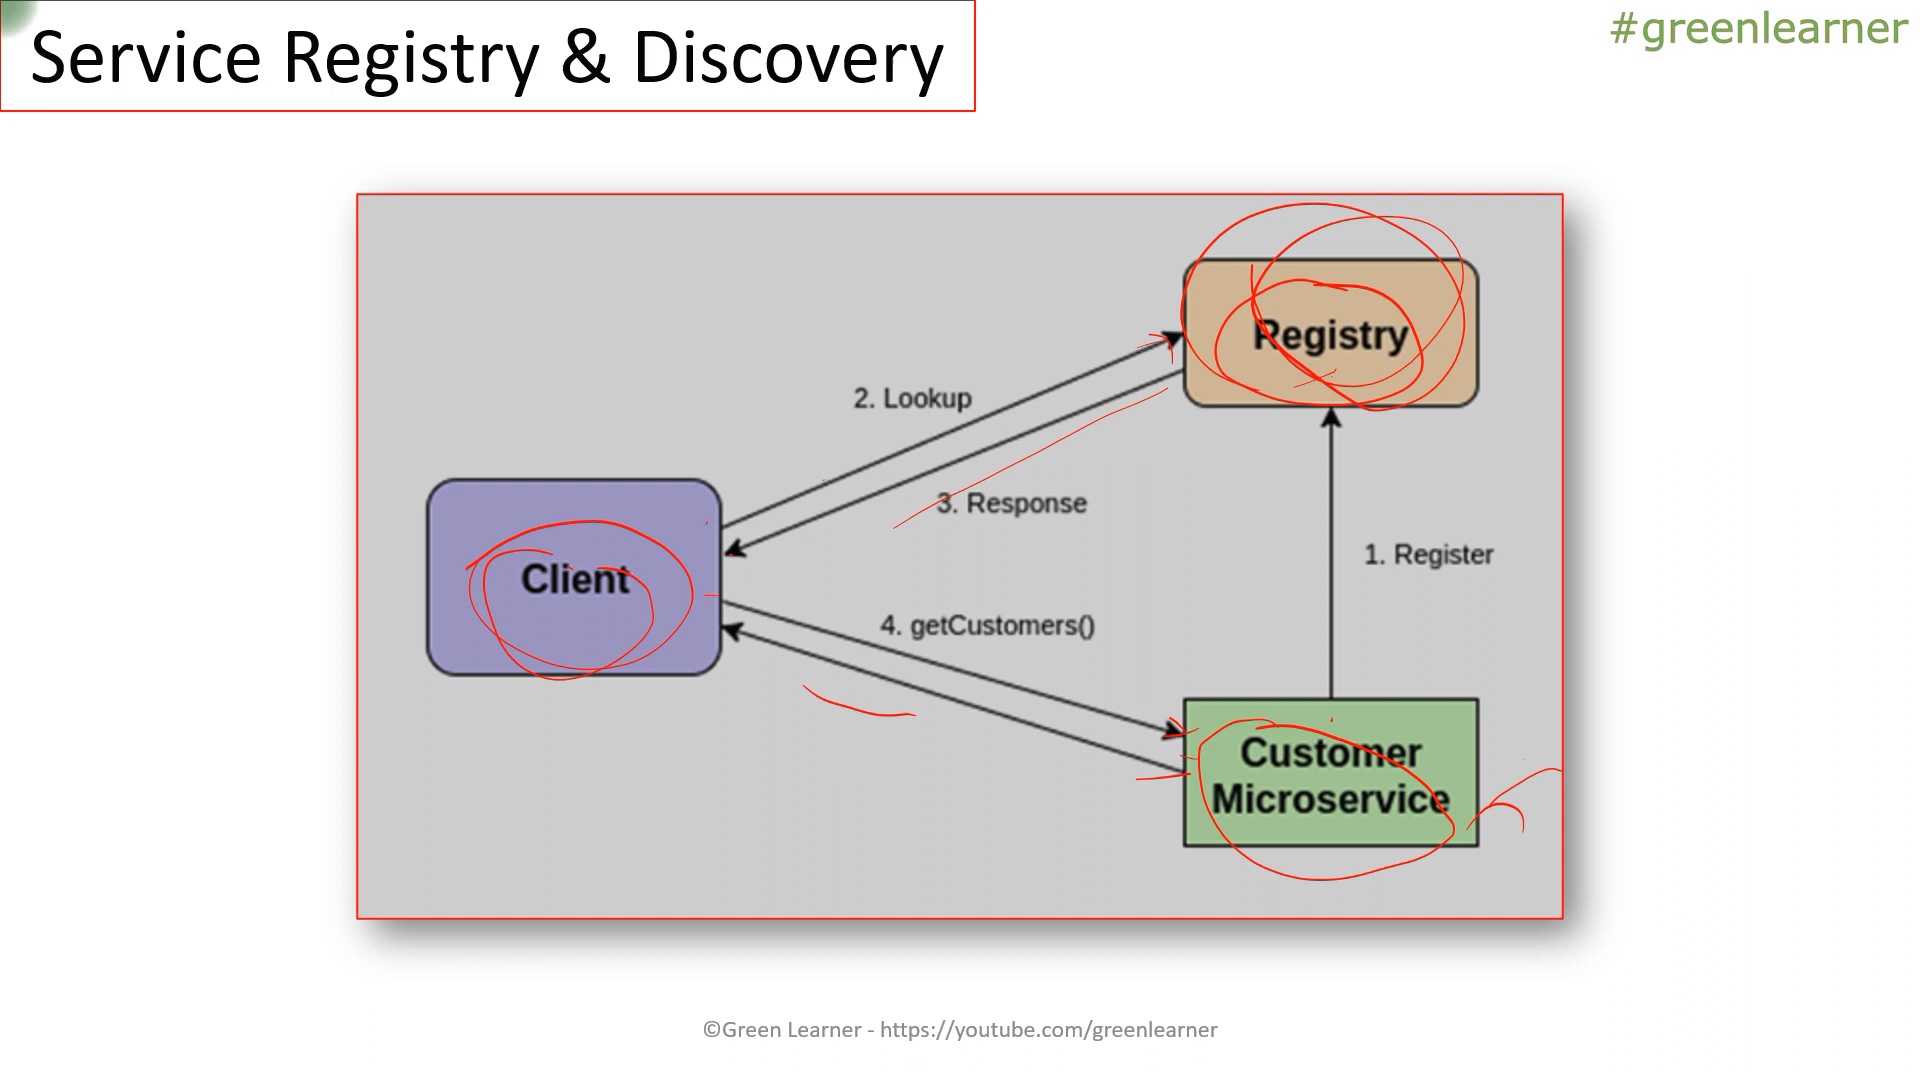 Service Registry & Discovery
#greenlearner
Registry
2. Lookup
3. Response
Client
1. Register
4. getCustomers()
Customer
Microservice
©Green Learner - https://youtube.com/greenlearner